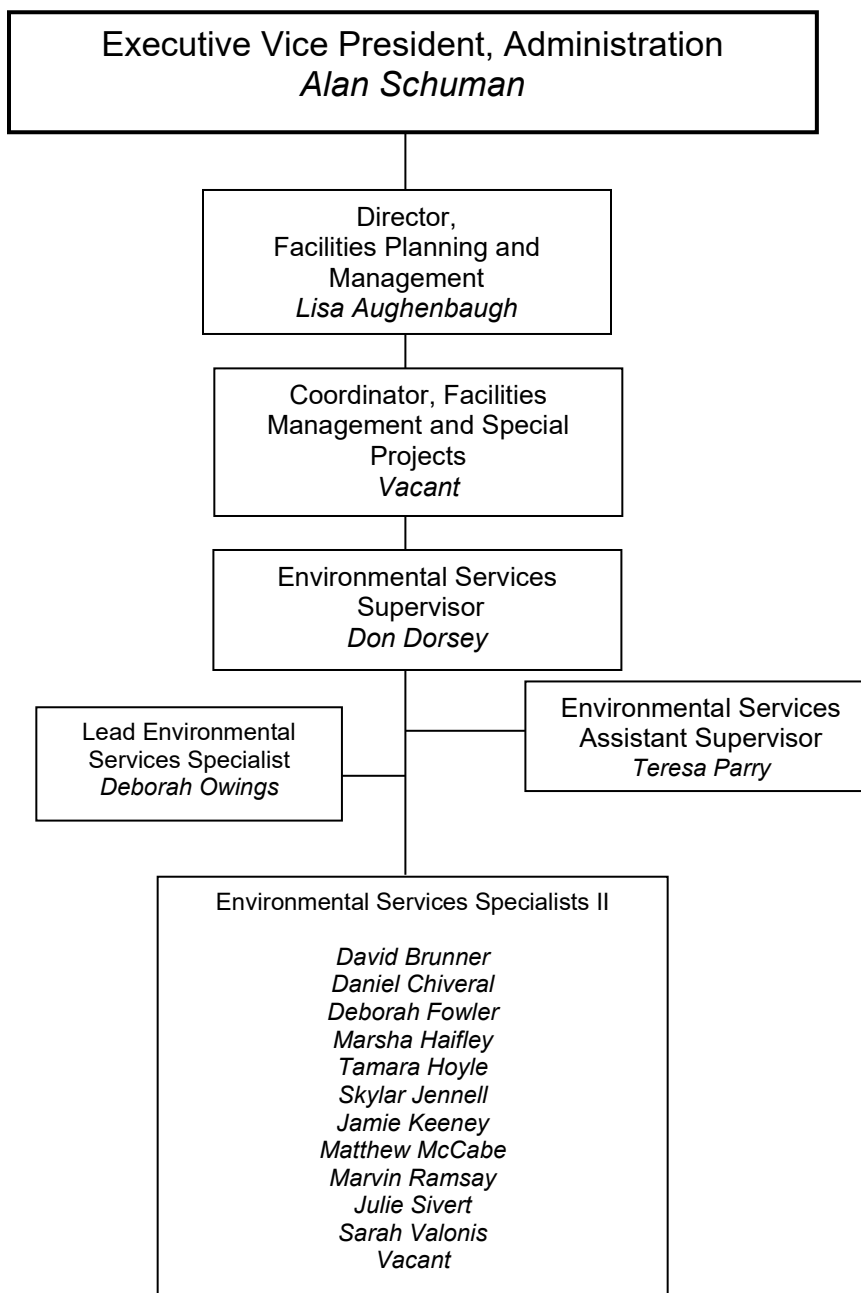 Executive Vice President, Administration
Alan Schuman
Director,
Facilities Planning and
Management
Lisa Aughenbaugh
Coordinator, Facilities
Management and Special
Projects
Vacant
Environmental Services
Supervisor
Don Dorsey
Lead Environmental
Services Specialist
Deborah Owings
Environmental Services
Assistant Supervisor
Teresa Parry
Environmental Services Specialists II
David Brunner
Daniel Chiveral
Deborah Fowler
Marsha Haifley
Tamara Hoyle
Skylar Jennell
Jamie Keeney
Matthew McCabe
Marvin Ramsay
Julie Sivert
Sarah Valonis
Vacant